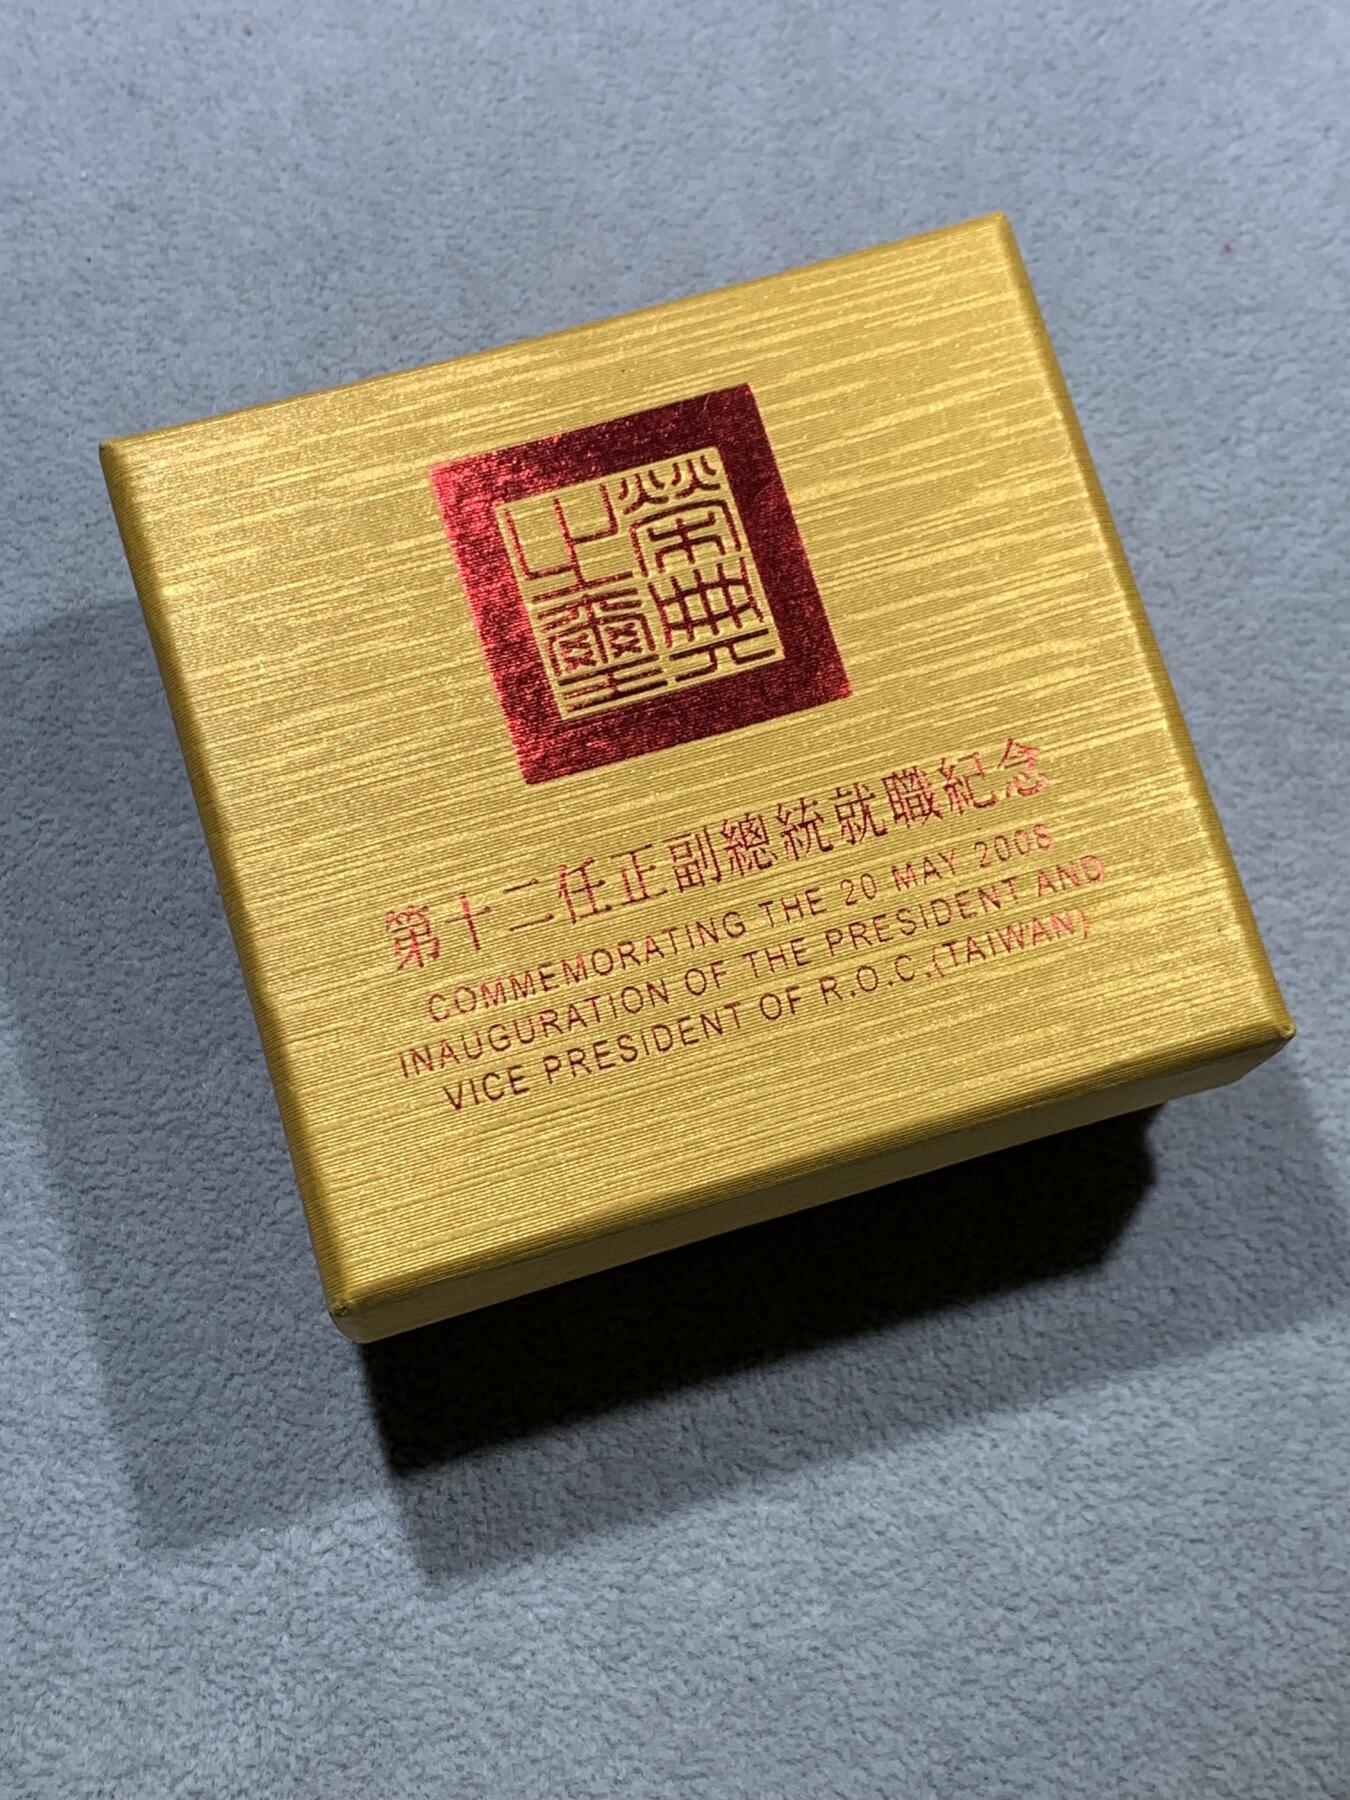 榮典
之璽
第十二任正副總統就職紀念
COMMEMORATING THE 20 MAY 2008
INAUGURATION OF THE PRESIDENT AND
VICE PRESIDENT OF R.O.C.(TAIWAN)